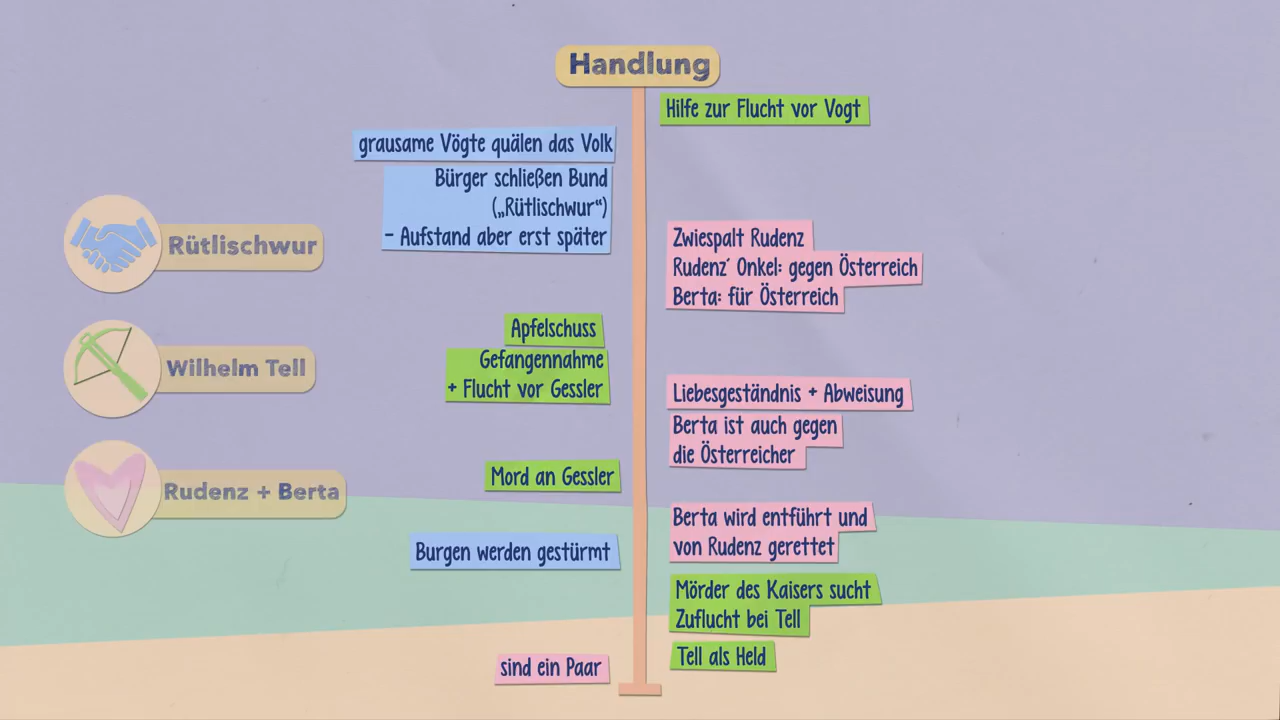 Handlung
Hilfe zur Flucht vor Vogt
grausame Vögte quälen das Volk
Bürger schließen Bund
(„Rütlischwur“)
- Aufstand aber erst später
Rütlischwur
Zwiespalt Rudenz
Rudenz´ Onkel: gegen Österreich
Berta: für Österreich
Apfelschuss
Gefangennahme
+ Flucht vor Gessler
Wilhelm Tell
Liebesgeständnis + Abweisung
Berta ist auch gegen
die Österreicher
Mord an Gessler
Rudenz + Berta
Berta wird entführt und
von Rudenz gerettet
Burgen werden gestürmt
Mörder des Kaisers sucht
Zuflucht bei Tell
Tell als Held
sind ein Paar